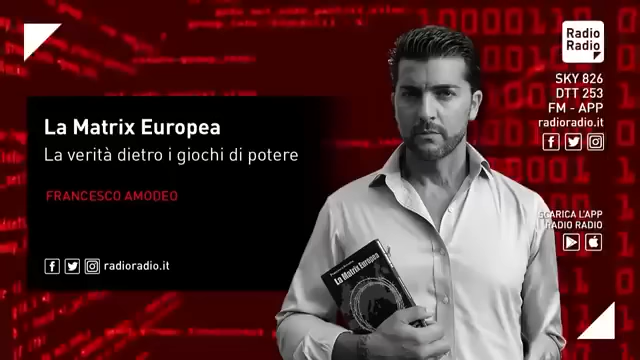 La Matrix Europea
La verità dietro i giochi di potere
FRANCESCO AMODEO
radioradio.it
Radio
Radio
SKY 826
DTT 253
FM - APP
radioradio.it
SCARICA L'APP
RADIO RADIO
La Matrix Europea